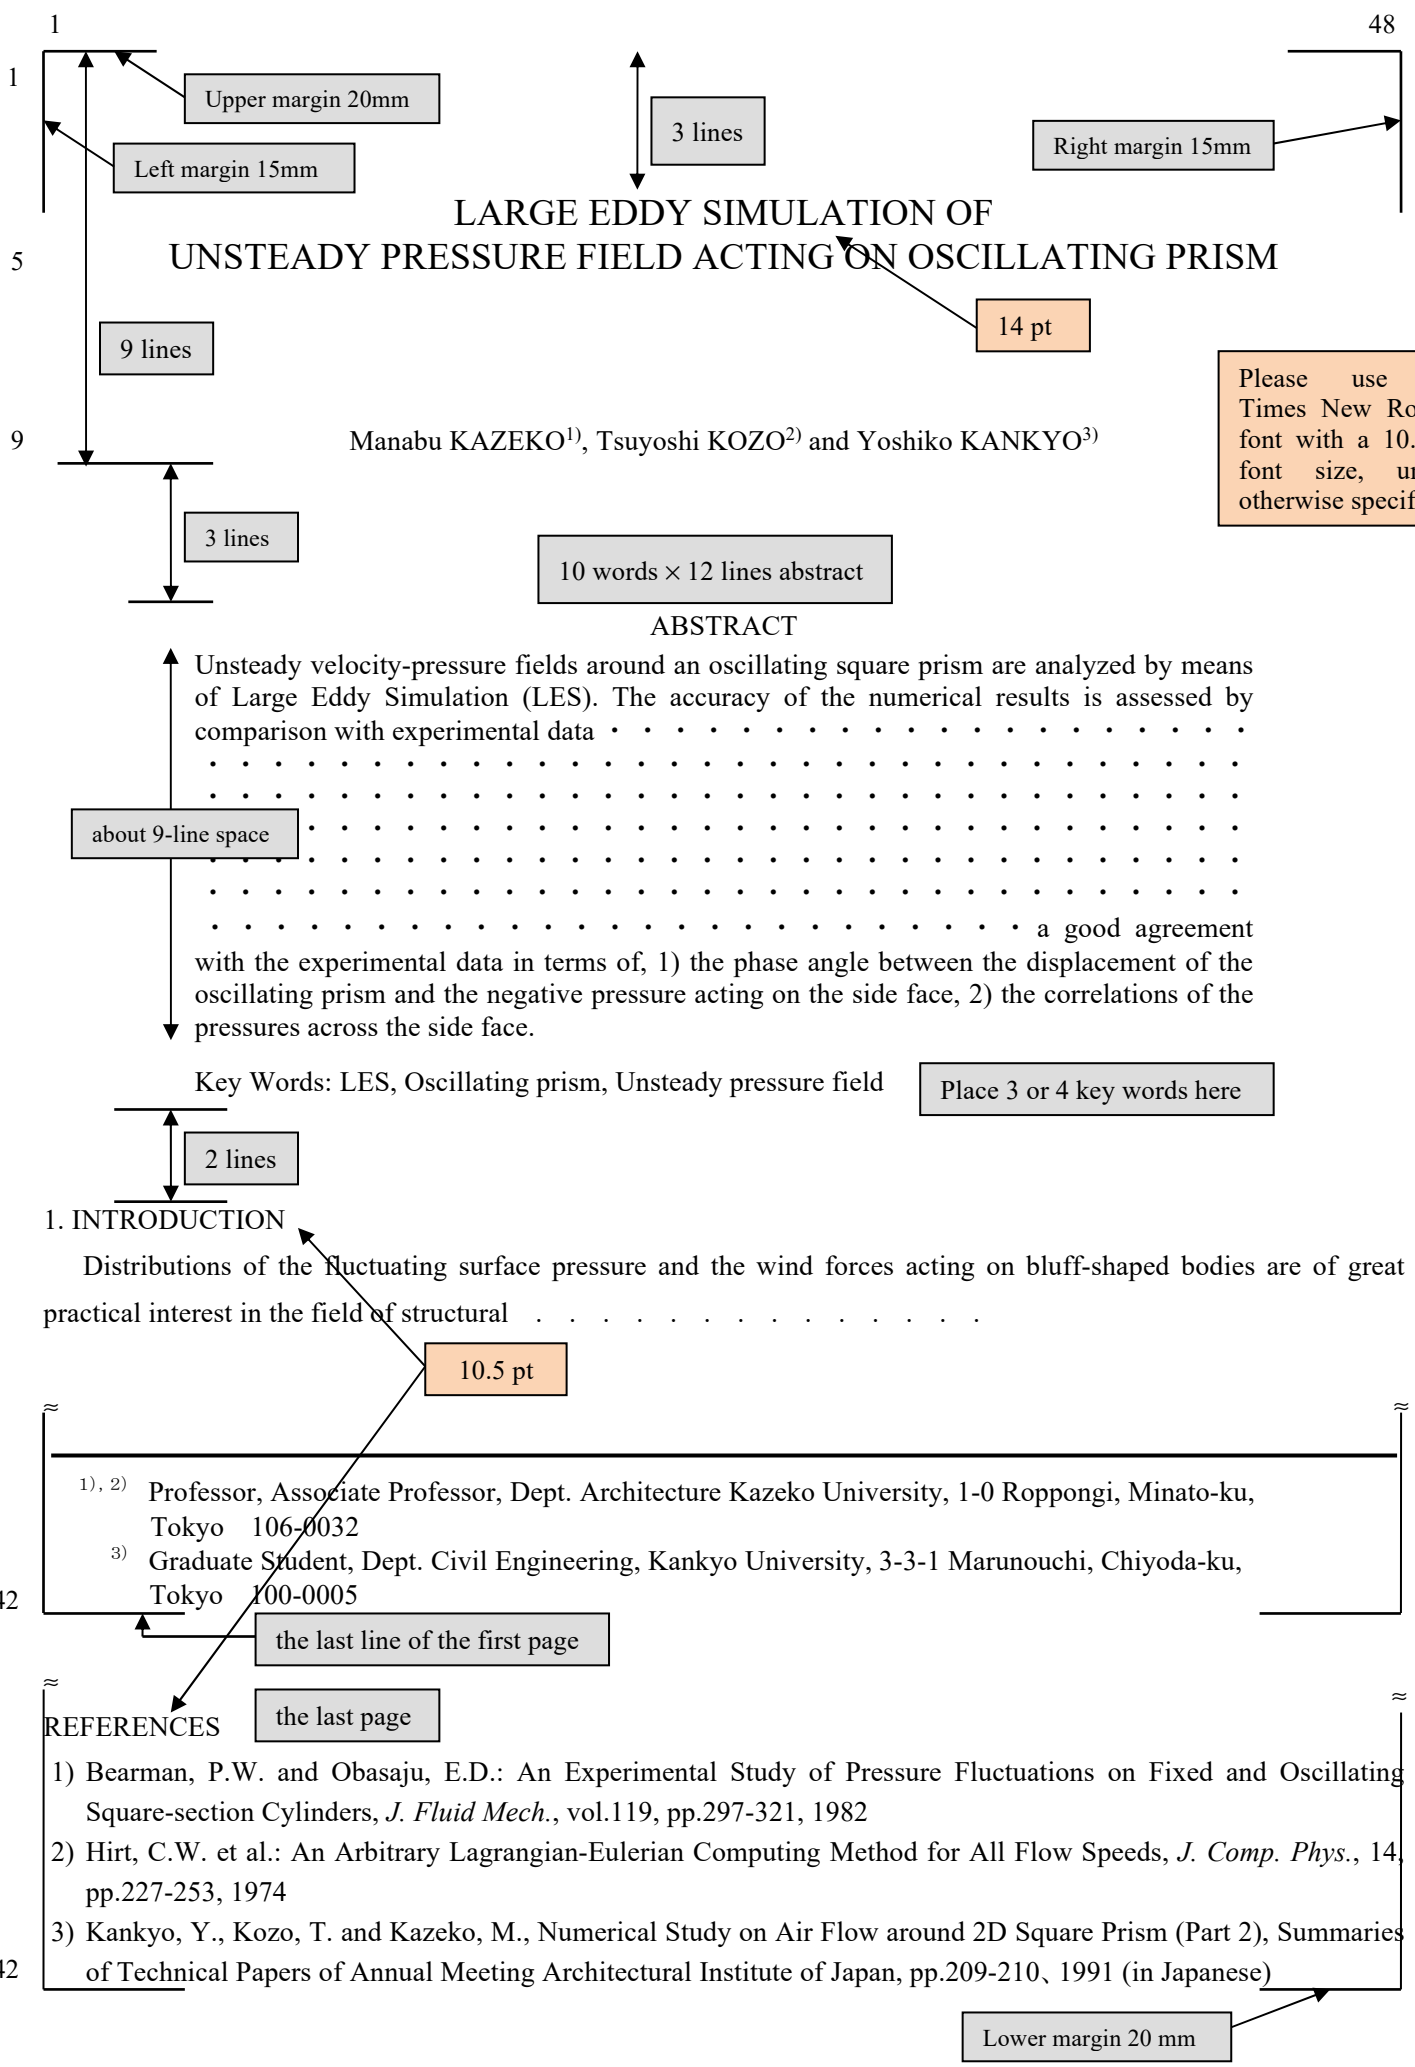 1
48
1
Upper margin 20mm
3 lines
Right margin 15mm
Left margin 15mm
LARGE EDDY SIMULATION OF
5
UNSTEADY PRESSURE FIELD ACTING ON OSCILLATING PRISM
14 pt
9 lines
Please use
Times New Ro
font with a 10.
font size, un
otherwise specif
9
Manabu KAZEKO1), Tsuyoshi KOZO2) and Yoshiko KANKYO3)
3 lines
10 words × 12 lines abstract
ABSTRACT
Unsteady velocity-pressure fields around an oscillating square prism are analyzed by means
of Large Eddy Simulation (LES). The accuracy of the numerical results is assessed by
comparison with experimental data ・ ・ ・ ・ ・ ・ ・ ・ ・ ・ ・ ・ ・ ・ ・ ・ ・ ・ ・ ・
・ ・ ・ ・ ・ ・ ・ ・ ・ ・ ・ ・ ・ ・ ・ ・ ・ ・ ・ ・ ・ ・ ・ ・ ・ ・ ・ ・ ・ ・ ・ ・
・ ・ ・ ・ ・ ・ ・ ・ ・ ・ ・ ・ ・ ・ ・ ・ ・ ・ ・ ・ ・ ・ ・ ・ ・ ・ ・ ・ ・ ・ ・ ・
about 9-line space ・ ・ ・ ・ ・ ・ ・ ・ ・ ・ ・ ・ ・ ・ ・ ・ ・ ・ ・ ・ ・ ・ ・ ・ ・ ・ ・ ・ ・
・ ・ ・ ・ ・ ・ ・ ・ ・ ・ ・ ・ ・ ・ ・ ・ ・ ・ ・ ・ ・ ・ ・ ・ ・ ・ ・ ・ ・ ・ ・ ・
・ ・ ・ ・ ・ ・ ・ ・ ・ ・ ・ ・ ・ ・ ・ ・ ・ ・ ・ ・ ・ ・ ・ ・ ・ ・ ・ ・ ・ ・ ・ ・
・ ・ ・ ・ ・ ・ ・ ・ ・ ・ ・ ・ ・ ・ ・ ・ ・ ・ ・ ・ ・ ・ ・ ・ ・ a good agreement
with the experimental data in terms of, 1) the phase angle between the displacement of the
oscillating prism and the negative pressure acting on the side face, 2) the correlations of the
pressures across the side face.
Key Words: LES, Oscillating prism, Unsteady pressure field
Place 3 or 4 key words here
2 lines
1. INTRODUCTION
Distributions of the fluctuating surface pressure and the wind forces acting on bluff-shaped bodies are of great
practical interest in the field of structural . . . . . . . . . . . . . .
10.5 pt
≈ ≈
1), 2) Professor, Associate Professor, Dept. Architecture Kazeko University, 1-0 Roppongi, Minato-ku,
Tokyo 106-0032
3) Graduate Student, Dept. Civil Engineering, Kankyo University, 3-3-1 Marunouchi, Chiyoda-ku,
42 Tokyo 100-0005
the last line of the first page
≈ ≈
the last page
REFERENCES
1) Bearman, P.W. and Obasaju, E.D.: An Experimental Study of Pressure Fluctuations on Fixed and Oscillating
Square-section Cylinders, J. Fluid Mech., vol.119, pp.297-321, 1982
2) Hirt, C.W. et al.: An Arbitrary Lagrangian-Eulerian Computing Method for All Flow Speeds, J. Comp. Phys., 14,
pp.227-253, 1974
3) Kankyo, Y., Kozo, T. and Kazeko, M., Numerical Study on Air Flow around 2D Square Prism (Part 2), Summaries
42 of Technical Papers of Annual Meeting Architectural Institute of Japan, pp.209-210、1991 (in Japanese)
Lower margin 20 mm